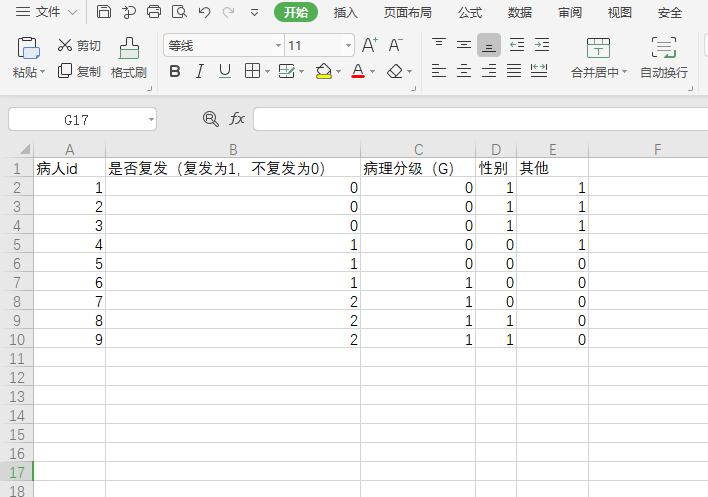 三 文件 开始 插入 页面布局 公式 数据 审阅 视图 安全
剪切 等线 11 A⁺ A⁻
粘贴 复制 格式刷 B I U A 合并居中 自动换行
G17 fx
A B C D E F
1 病人id 是否复发（复发为1，不复发为0） 病理分级（G） 性别 其他
2 1 0 0 1 1
3 2 0 0 1 1
4 3 0 0 1 1
5 4 1 0 0 1
6 5 1 0 0 0
7 6 1 1 0 0
8 7 2 1 0 0
9 8 2 1 1 0
10 9 2 1 1 0
11
12
13
14
15
16
17
18